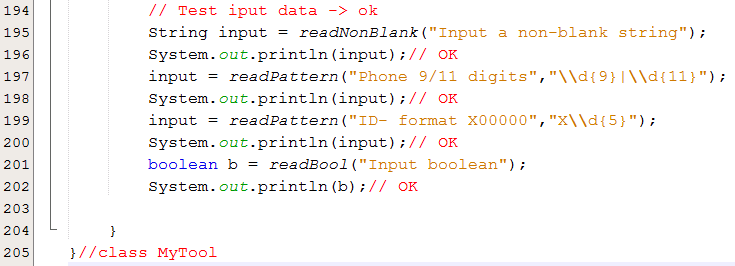 194 // Test iput data -> ok
195 String input = readNonBlank("Input a non-blank string");
196 System.out.println(input);// OK
197 input = readPattern("Phone 9/11 digits","\\d{9}|\\d{11}");
198 System.out.println(input);// OK
199 input = readPattern("ID- format X00000","X\\d{5}");
200 System.out.println(input);// OK
201 boolean b = readBool("Input boolean");
202 System.out.println(b);// OK
203
204 }
205 }//class MyTool